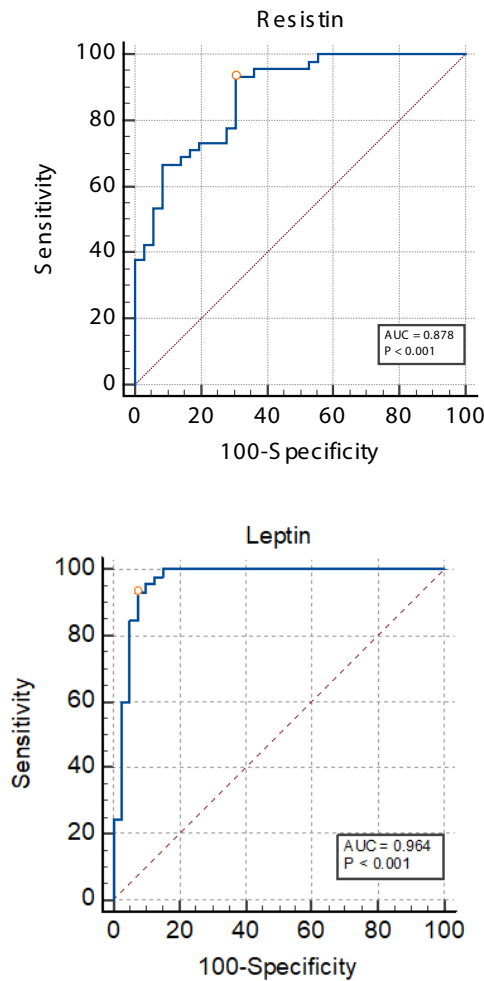 Resistin
100
80
60
40
20
0
Sensitivity
AUC = 0.878
P < 0.001
0 20 40 60 80 100
100-Specificity
Leptin
100
80
60
40
20
0
Sensitivity
AUC = 0.964
P < 0.001
0 20 40 60 80 100
100-Specificity